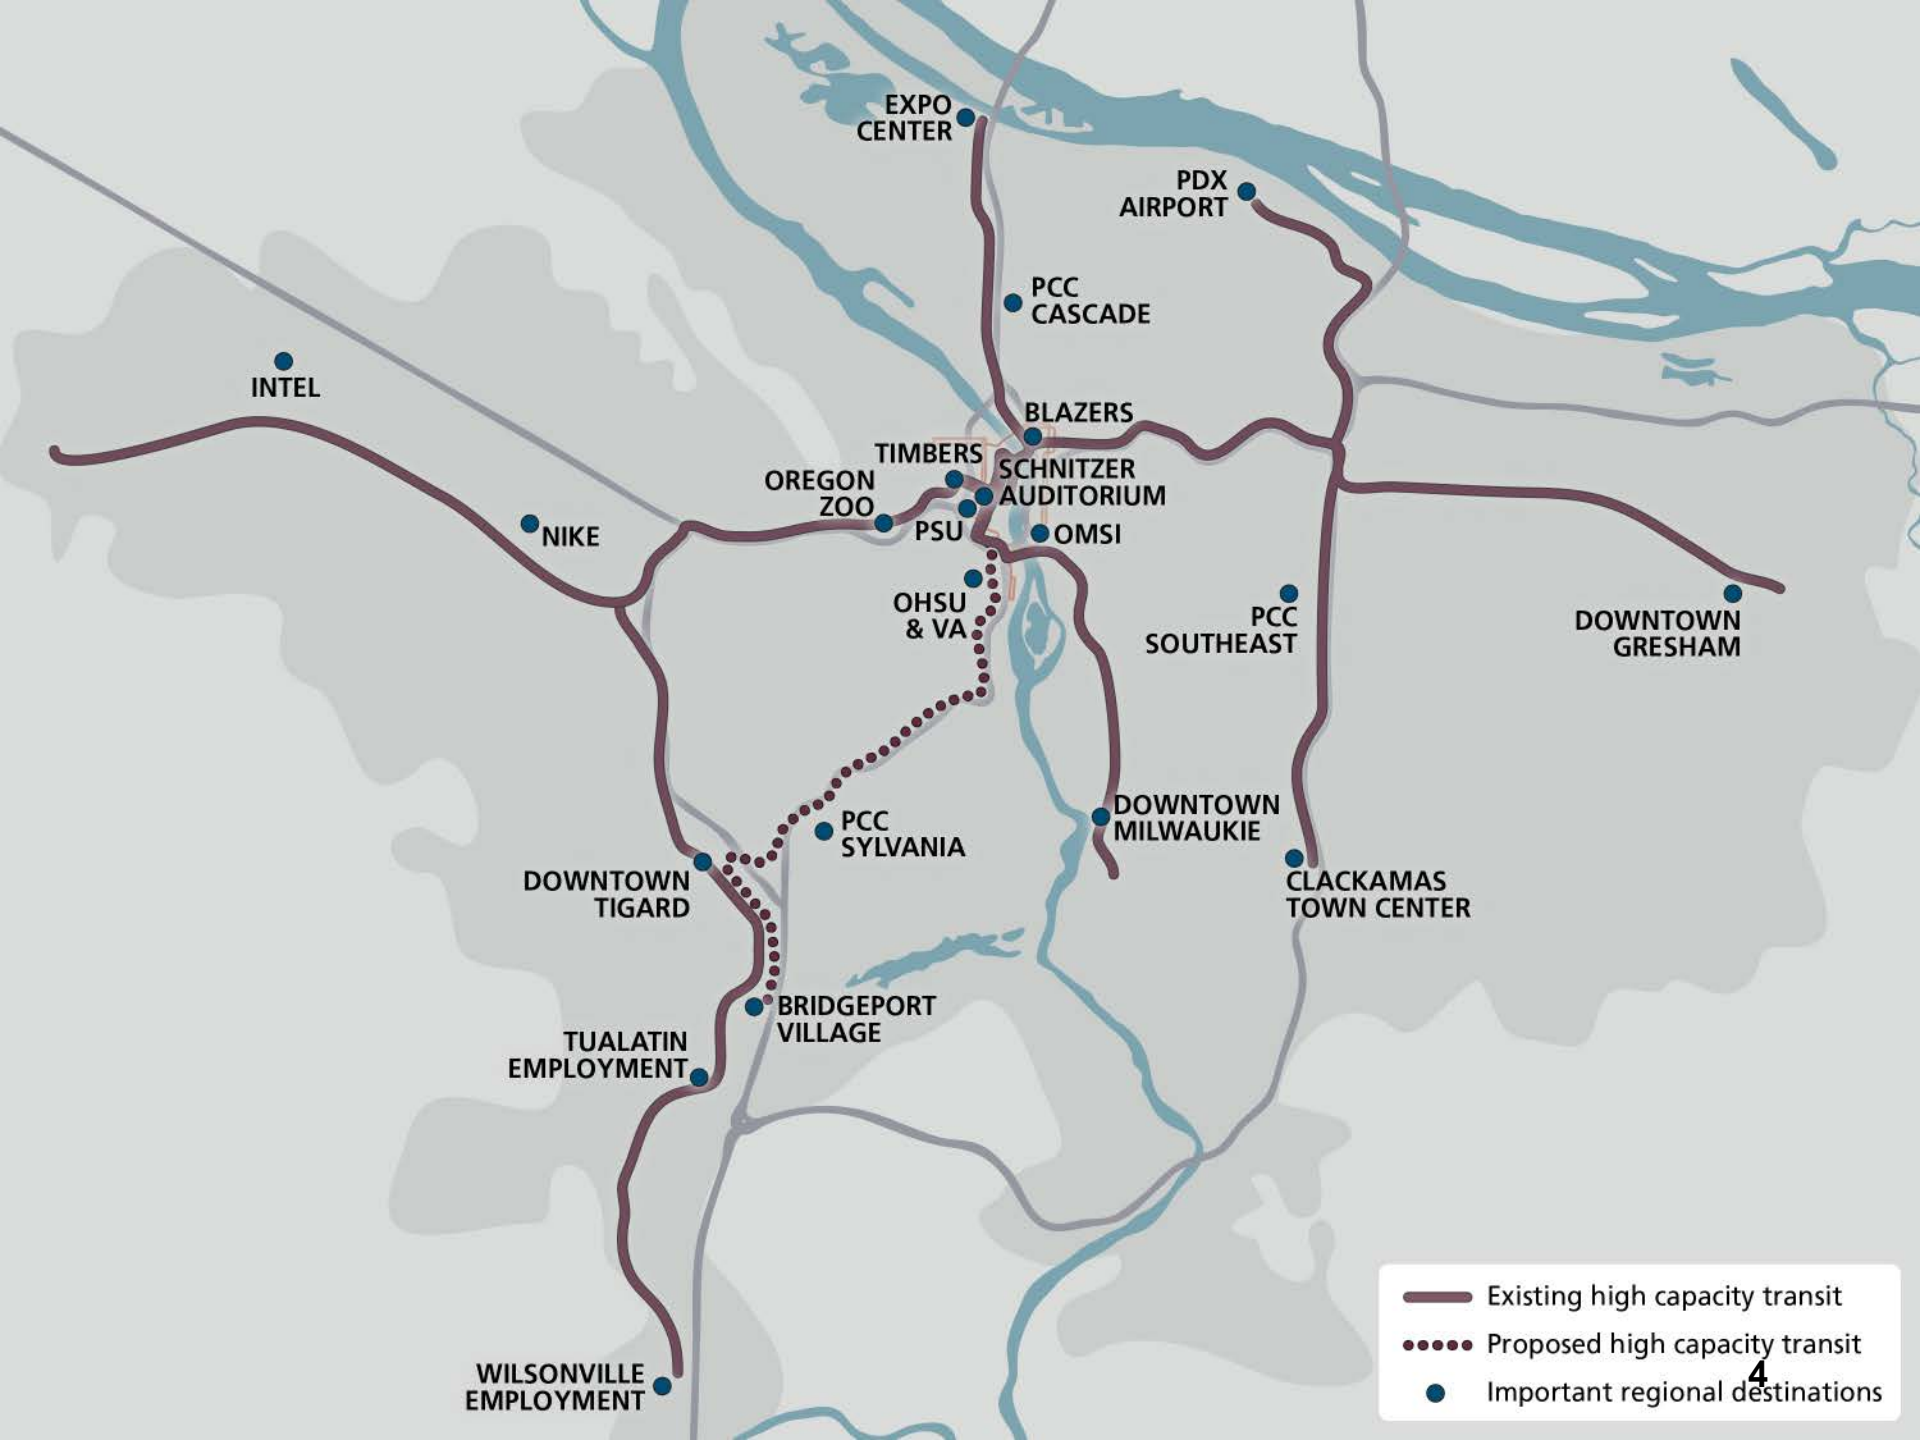 EXPO
CENTER
PDX
AIRPORT
PCC
CASCADE
INTEL
BLAZERS
TIMBERS
SCHNITZER
AUDITORIUM
OREGON
ZOO
PSU
OMSI
NIKE
OHSU
& VA
PCC
SOUTHEAST
DOWNTOWN
GRESHAM
DOWNTOWN
MILWAUKIE
PCC
SYLVANIA
DOWNTOWN
TIGARD
CLACKAMAS
TOWN CENTER
BRIDGEPORT
VILLAGE
TUALATIN
EMPLOYMENT
WILSONVILLE
EMPLOYMENT
Existing high capacity transit
Proposed high capacity transit
4
Important regional destinations